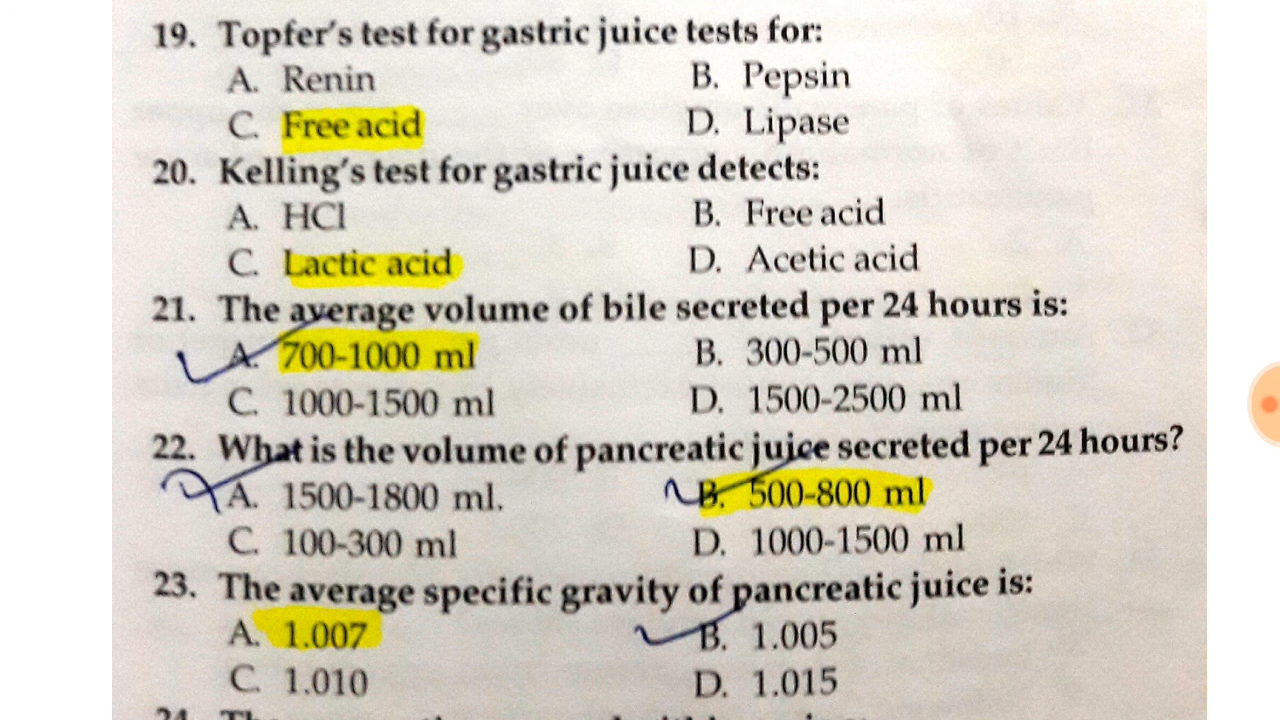 19. Topfer's test for gastric juice tests for:
A. Renin B. Pepsin
C. Free acid D. Lipase
20. Kelling's test for gastric juice detects:
A. HCl B. Free acid
C. Lactic acid D. Acetic acid
21. The average volume of bile secreted per 24 hours is:
A. 700-1000 ml B. 300-500 ml
C. 1000-1500 ml D. 1500-2500 ml
22. What is the volume of pancreatic juice secreted per 24 hours?
A. 1500-1800 ml. B. 500-800 ml
C. 100-300 ml D. 1000-1500 ml
23. The average specific gravity of pancreatic juice is:
A. 1.007 B. 1.005
C. 1.010 D. 1.015